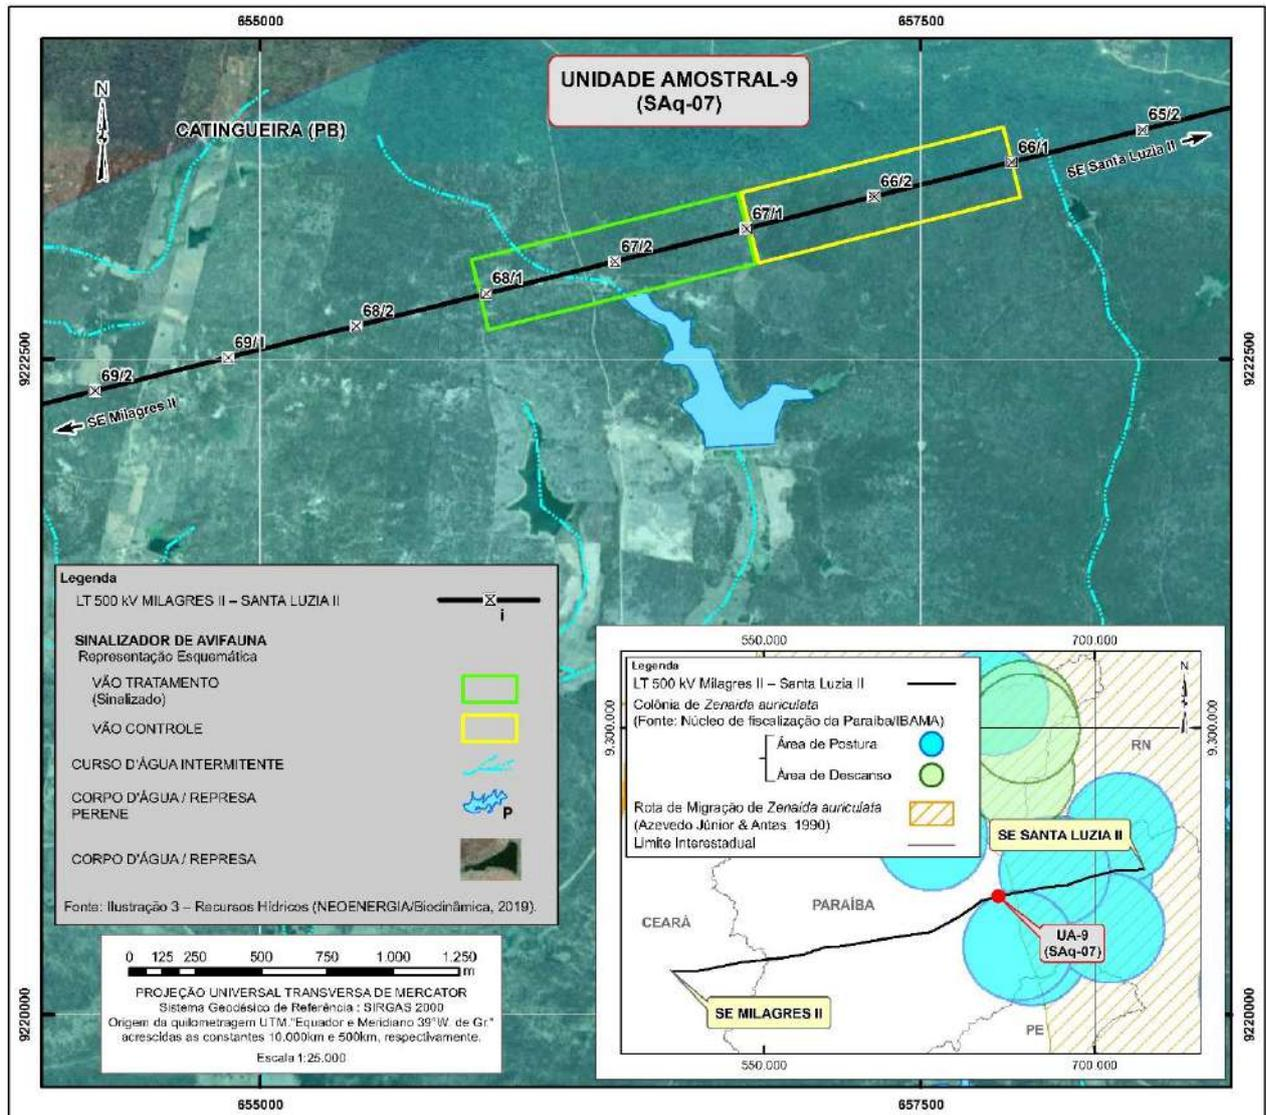 655000
657500
UNIDADE AMOSTRAL-9
(SAq-07)
N
CATINGUEIRA (PB)
65/2
SE Santa Luzia II
66/1
66/2
67/1
67/2
68/1
68/2
69/1
69/2
SE Milagres II
9222500
9222500
Legenda
LT 500 kV MILAGRES II – SANTA LUZIA II
i
SINALIZADOR DE AVIFAUNA
Representação Esquemática
VÃO TRATAMENTO
(Sinalizado)
VÃO CONTROLE
CURSO D'ÁGUA INTERMITENTE
CORPO D'ÁGUA / REPRESA
PERENE
P
CORPO D'ÁGUA / REPRESA
Fonte: Ilustração 3 – Recursos Hídricos (NEOENERGIA/Biodinâmica, 2019).
0 125 250 500 750 1.000 1.250
m
PROJEÇÃO UNIVERSAL TRANSVERSA DE MERCATOR
Sistema Geodésico de Referência : SIRGAS 2000
Origem da quilometragem UTM."Equador e Meridiano 39°W. de Gr."
acrescidas as constantes 10.000km e 500km, respectivamente.
Escala 1:25.000
550.000
700.000
Legenda
LT 500 kV Milagres II – Santa Luzia II
Colônia de Zenaida auriculata
(Fonte: Núcleo de fiscalização da Paraíba/IBAMA)
Área de Postura
Área de Descanso
Rota de Migração de Zenaida auriculata
(Azevedo Júnior & Antas. 1990)
Limite Interestadual
N
9.300.000
9.300.000
RN
SE SANTA LUZIA II
PARAÍBA
CEARÁ
UA-9
(SAq-07)
SE MILAGRES II
PE
550.000
700.000
9220000
9220000
655000
657500